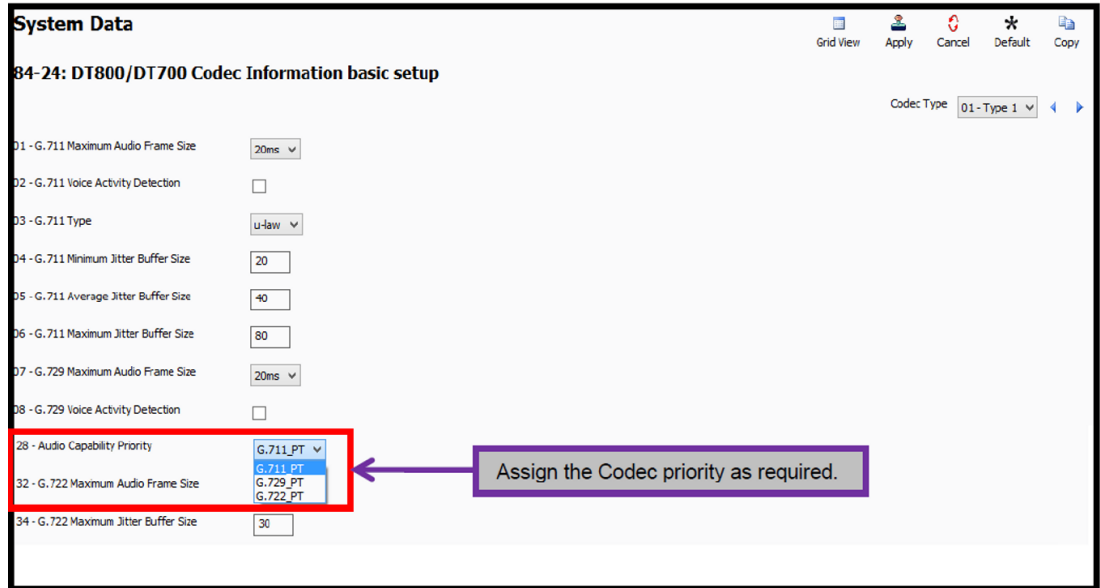 System Data
Grid View Apply Cancel Default Copy
84-24: DT800/DT700 Codec Information basic setup
Codec Type 01 - Type 1
01 - G.711 Maximum Audio Frame Size 20ms
02 - G.711 Voice Activity Detection
03 - G.711 Type u-law
04 - G.711 Minimum Jitter Buffer Size 20
05 - G.711 Average Jitter Buffer Size 40
06 - G.711 Maximum Jitter Buffer Size 80
07 - G.729 Maximum Audio Frame Size 20ms
08 - G.729 Voice Activity Detection
28 - Audio Capability Priority G.711_PT
G.711_PT
Assign the Codec priority as required.
32 - G.722 Maximum Audio Frame Size G.729_PT
G.722_PT
34 - G.722 Maximum Jitter Buffer Size 30